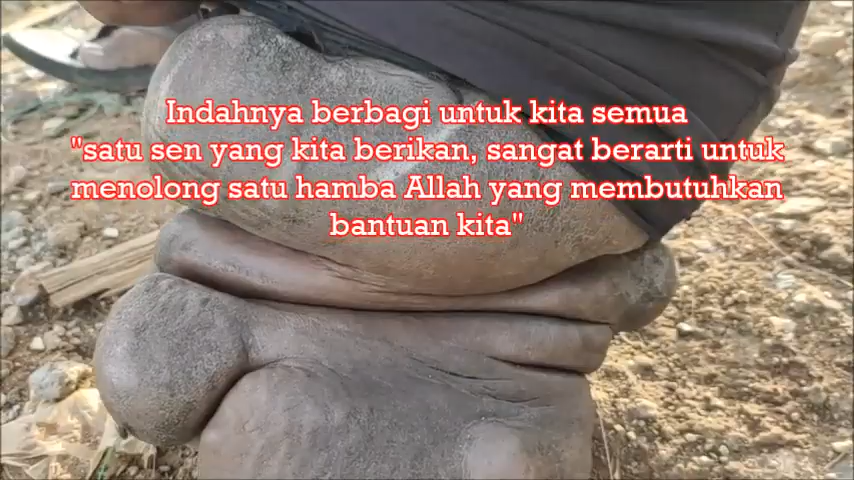 Indahnya berbagi untuk kita semua
"satu sen yang kita berikan, sangat berarti untuk
menolong satu hamba Allah yang membutuhkan
bantuan kita"